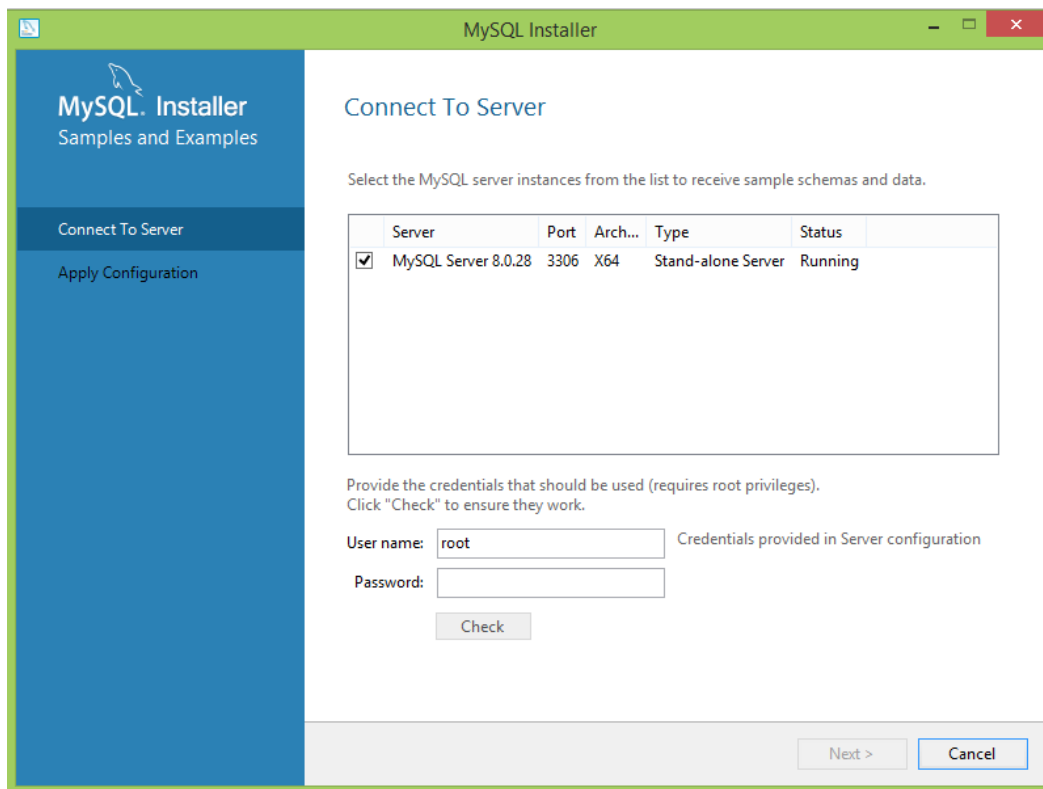 MySQL Installer
MySQL. Installer
Samples and Examples
Connect To Server
Apply Configuration
Connect To Server
Select the MySQL server instances from the list to receive sample schemas and data.
Server Port Arch... Type Status
MySQL Server 8.0.28 3306 X64 Stand-alone Server Running
Provide the credentials that should be used (requires root privileges).
Click "Check" to ensure they work.
User name: root Credentials provided in Server configuration
Password:
Check
Next > Cancel